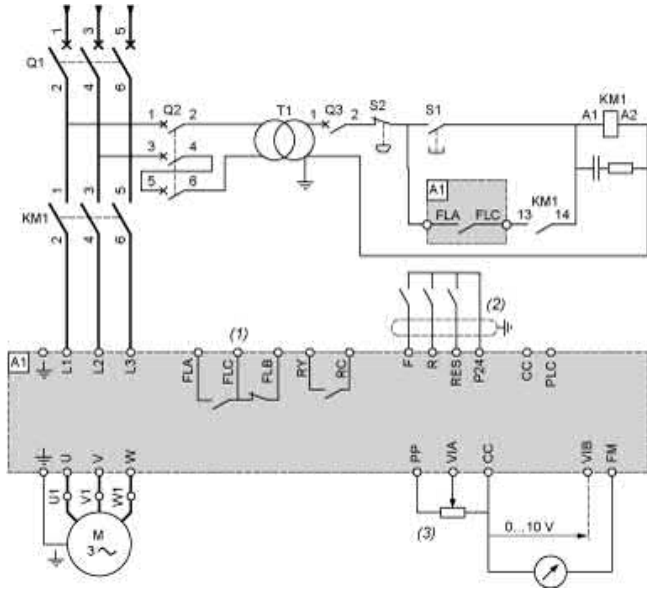 1 3 5
Q1
2 4 6
1 Q2 2
T1
1 Q3 2
S2
S1
KM1
A1 A2
3 4
5 6
1 3 5
KM1
2 4 6
A1
FLA FLC
13 KM1 14
(1)
(2)
A1
L1 L2 L3
FLA FLC FLB RY RC
F R RES P24 CC PLC
U V W
PP VIA CC VIB FM
U1 V1 W1
M
3
(3)
0...10 V